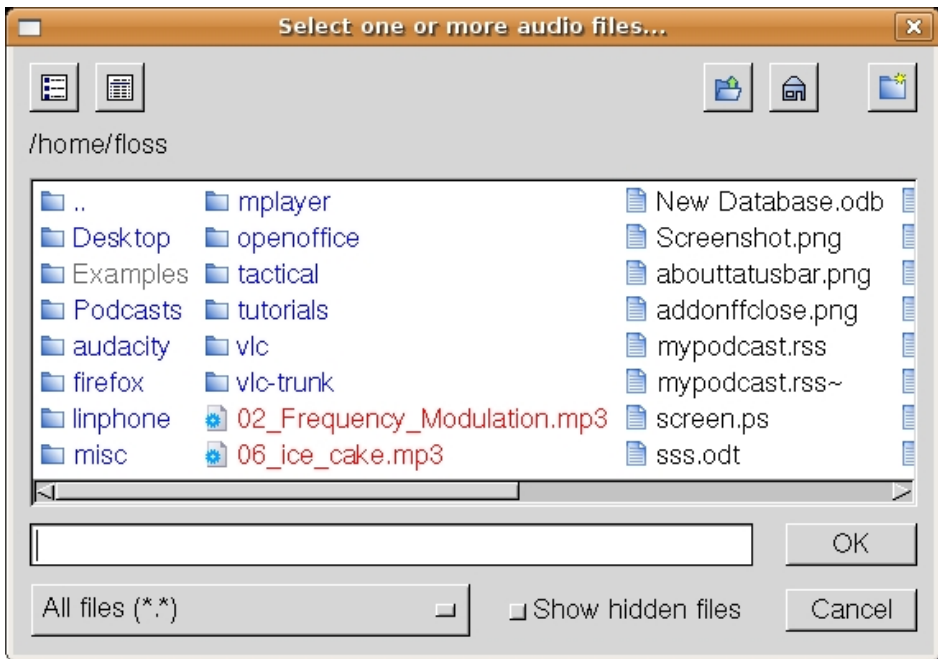 Select one or more audio files...
/home/floss
..
Desktop
Examples
Podcasts
audacity
firefox
linphone
misc
mplayer
openoffice
tactical
tutorials
vlc
vlc-trunk
02_Frequency_Modulation.mp3
06_ice_cake.mp3
New Database.odb
Screenshot.png
abouttatusbar.png
addonffclose.png
mypodcast.rss
mypodcast.rss~
screen.ps
sss.odt
OK
All files (*.*)
Show hidden files
Cancel